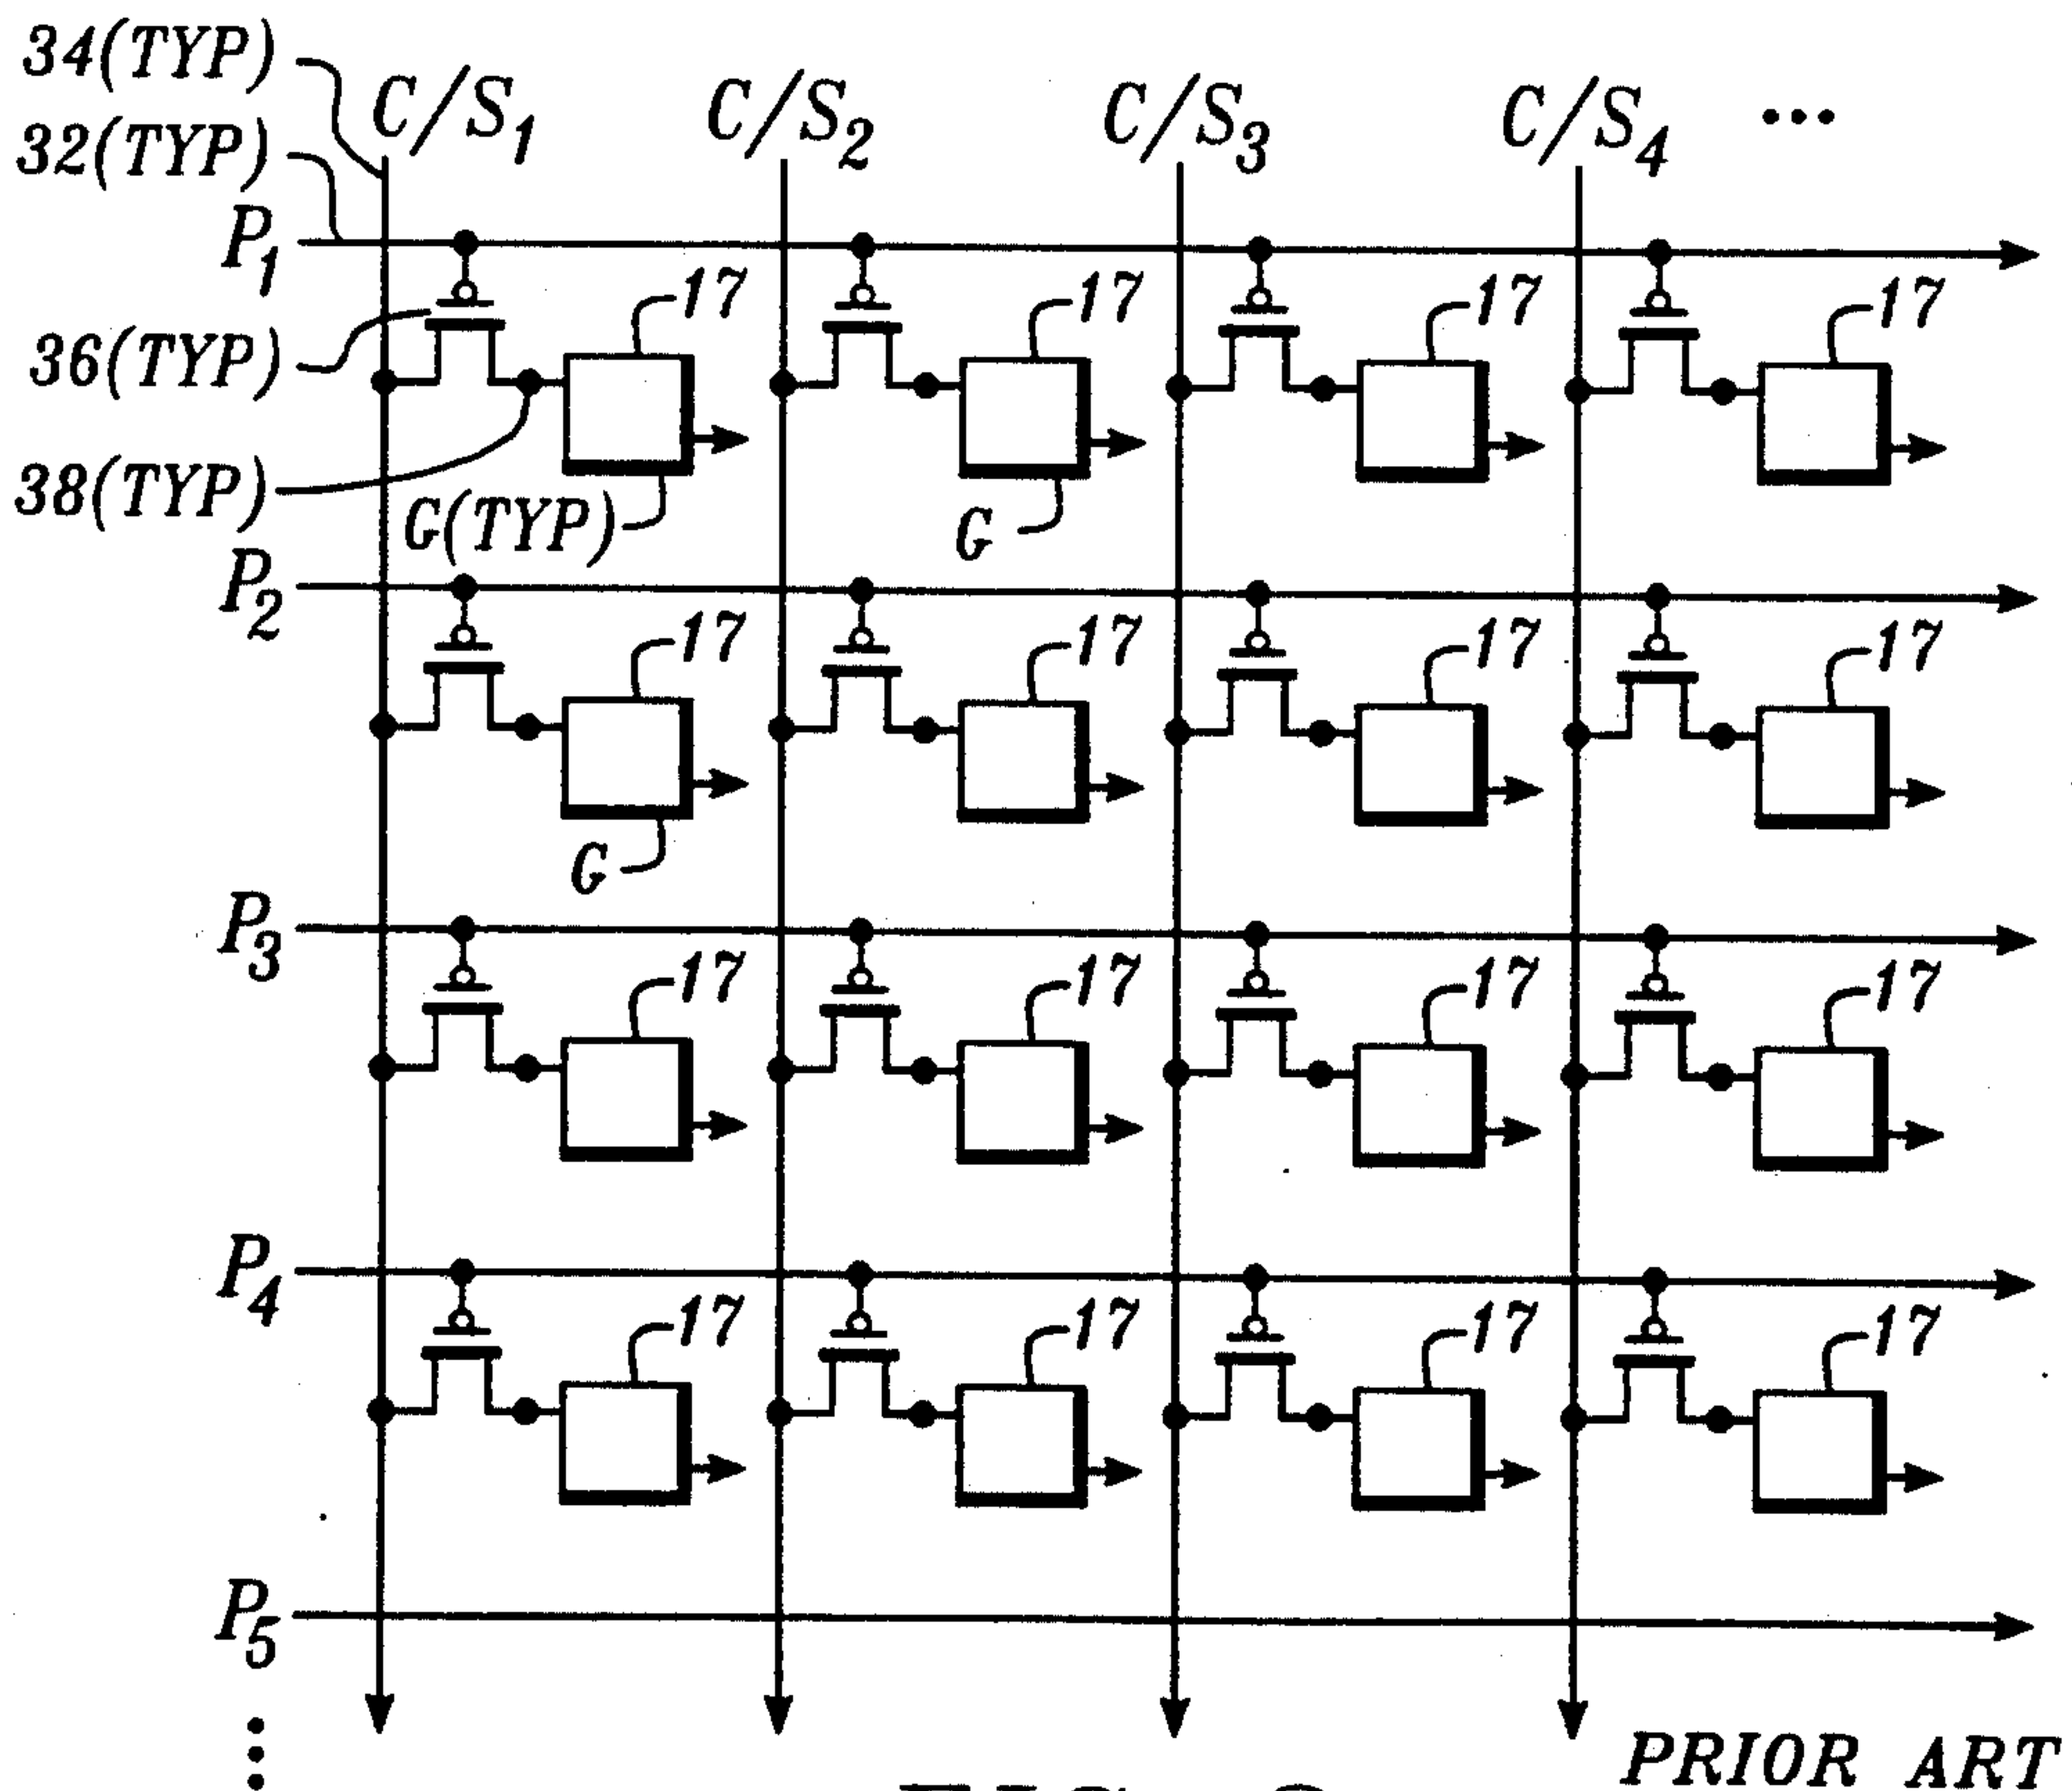 34(TYP)
C/S1 C/S2 C/S3 C/S4 ...
32(TYP)
P1
17 17 17 17
36(TYP)
38(TYP)
G(TYP) G
P2
17 17 17 17
G
P3
17 17 17 17
P4
17 17 17 17
P5
PRIOR ART